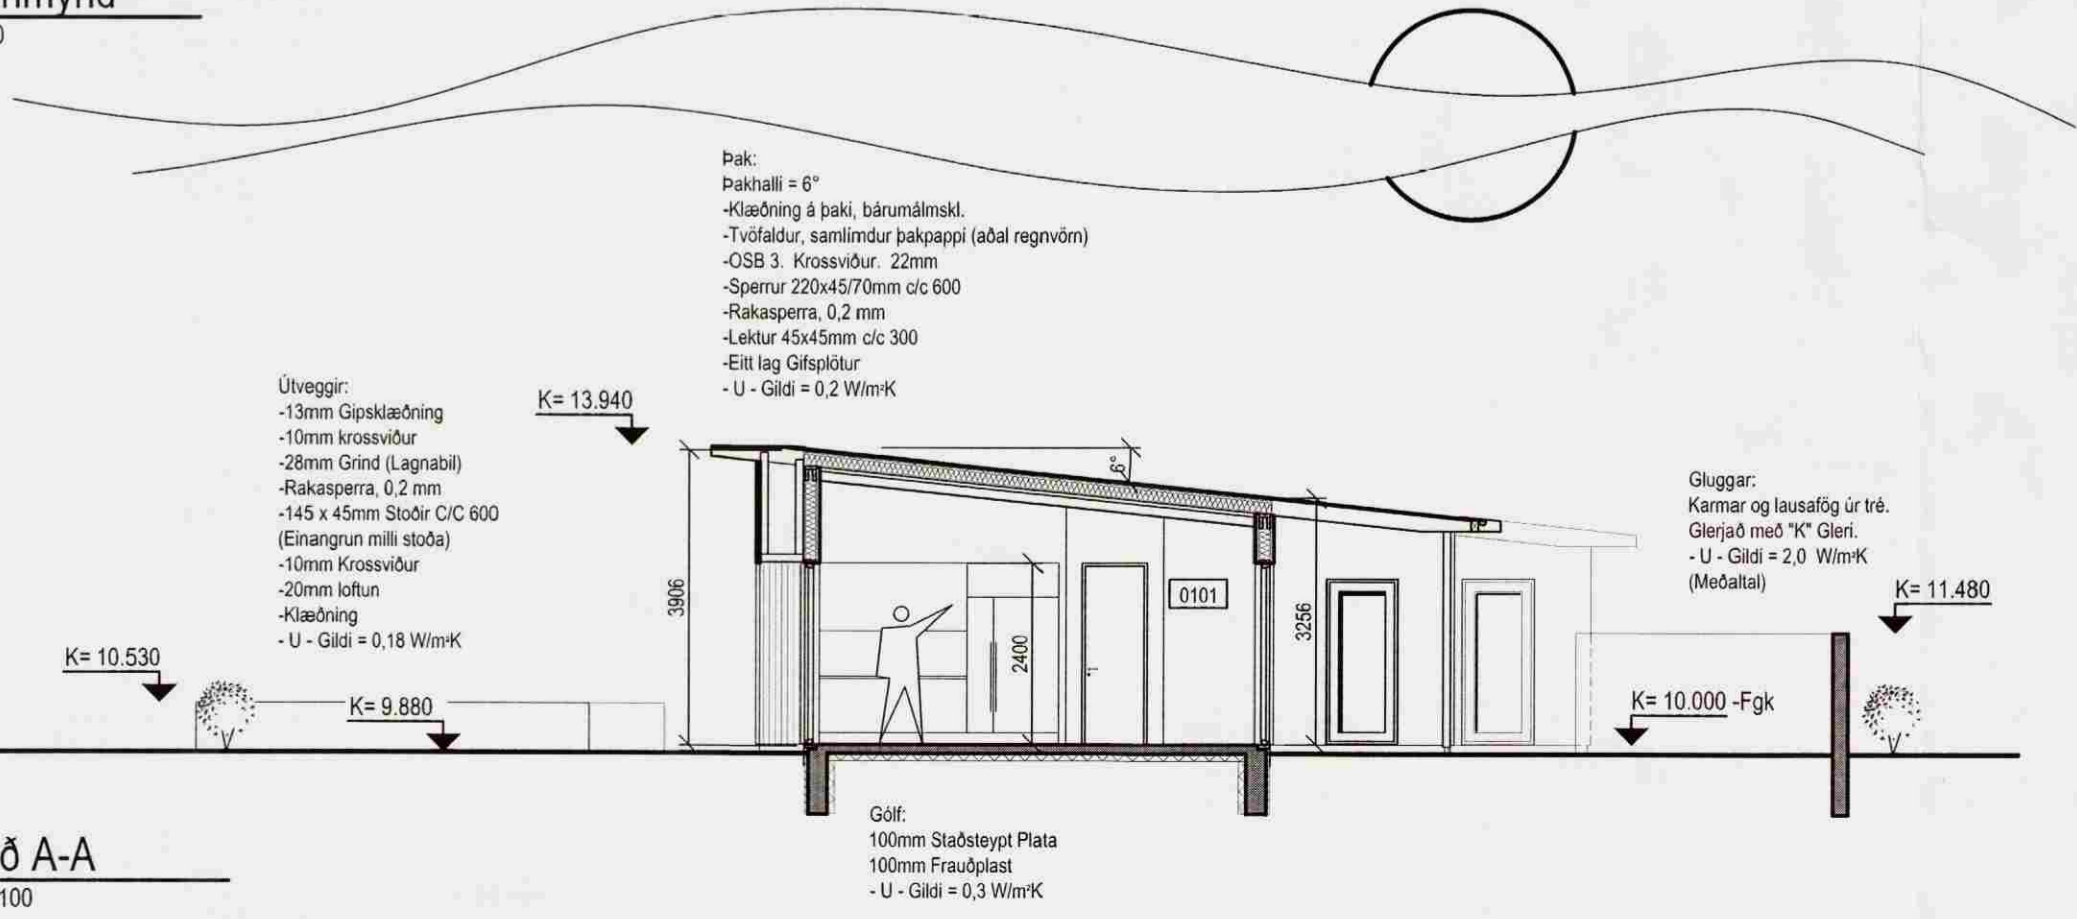 Þak:
Þakhalli = 6°
-Klæðning á þaki, bárumálmskl.
-Tvöfaldur, samlímdur þakpappi (aðal regnvörn)
-OSB 3. Krossviður. 22mm
-Sperrur 220x45/70mm c/c 600
-Rakasperra, 0,2 mm
-Lektur 45x45mm c/c 300
-Eitt lag Gifsplötur
- U - Gildi = 0,2 W/m²K
Útveggir:
-13mm Gipsklæðning
-10mm krossviður
-28mm Grind (Lagnabil)
-Rakasperra, 0,2 mm
-145 x 45mm Stoðir C/C 600
(Einangrun milli stoða)
-10mm Krossviður
-20mm loftun
-Klæðning
- U - Gildi = 0,18 W/m²K
K= 13.940
6°
Gluggar:
Karmar og lausafög úr tré.
Glerjað með "K" Gleri.
- U - Gildi = 2,0 W/m²K
(Meðaltal)
K= 11.480
3906
0101
3256
2400
K= 10.530
K= 9.880
K= 10.000 -Fgk
Gólf:
100mm Staðsteypt Plata
100mm Frauðplast
- U - Gildi = 0,3 W/m²K
ð A-A
100